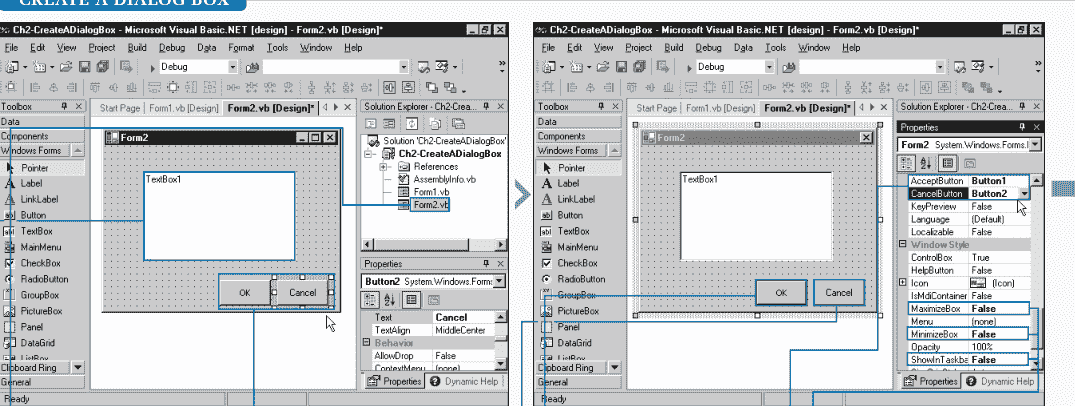 CREATE A DIALOG BOX
Ch2-CreateADialogBox - Microsoft Visual Basic.NET [design] - Form2.vb [Design]*
File Edit View Project Build Debug Data Format Tools Window Help
Debug
Toolbox
Start Page Form1.vb [Design] Form2.vb [Design]*
Solution Explorer - Ch2-Crea...
Data
Components
Windows Forms
Pointer
Label
LinkLabel
Button
TextBox
MainMenu
CheckBox
RadioButton
GroupBox
PictureBox
Panel
DataGrid
ListBox
Clipboard Ring
General
Form2
TextBox1
OK
Cancel
Solution 'Ch2-CreateADialogBox'
Ch2-CreateADialogBox
References
AssemblyInfo.vb
Form1.vb
Form2.vb
Properties
Button2 System.Windows.Forms
Text Cancel
TextAlign MiddleCenter
Behavior
AllowDrop False
ContextMenu (none)
Properties Dynamic Help
Ready
Ch2-CreateADialogBox - Microsoft Visual Basic.NET [design] - Form2.vb [Design]*
File Edit View Project Build Debug Data Format Tools Window Help
Debug
Toolbox
Start Page Form1.vb [Design] Form2.vb [Design]*
Solution Explorer - Ch2-Crea...
Data
Components
Windows Forms
Pointer
Label
LinkLabel
Button
TextBox
MainMenu
CheckBox
RadioButton
GroupBox
PictureBox
Panel
DataGrid
ListBox
Clipboard Ring
General
Form2
TextBox1
OK
Cancel
Properties
Form2 System.Windows.Forms.
AcceptButton Button1
CancelButton Button2
KeyPreview False
Language (Default)
Localizable False
Window Style
ControlBox True
HelpButton False
Icon (Icon)
IsMdiContainer False
MaximizeBox False
Menu (none)
MinimizeBox False
Opacity 100%
ShowInTaskba False
Properties Dynamic Help
Ready